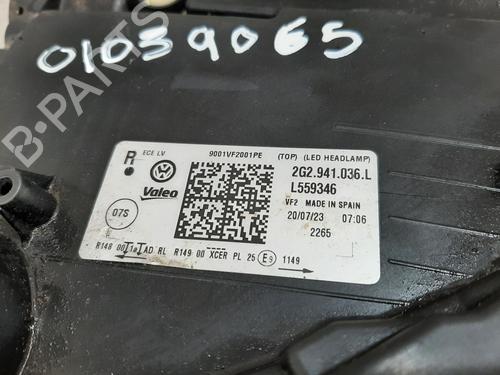 01039065
B-PARTS
R ECE LV 9001VF2001PE (TOP) (LED HEADLAMP)
2G2.941.036.L
Valeo L559346
VF2 MADE IN SPAIN
07S 20/07/23 07:06
2265
R149 00 XCER PL 25 E9 1149